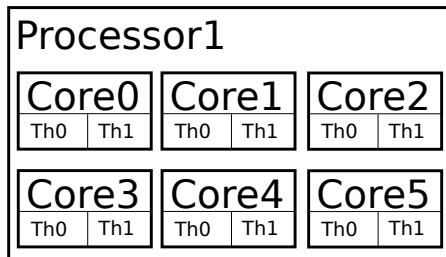 Processor1
Core0 Core1 Core2
Th0 Th1 Th0 Th1 Th0 Th1
Core3 Core4 Core5
Th0 Th1 Th0 Th1 Th0 Th1